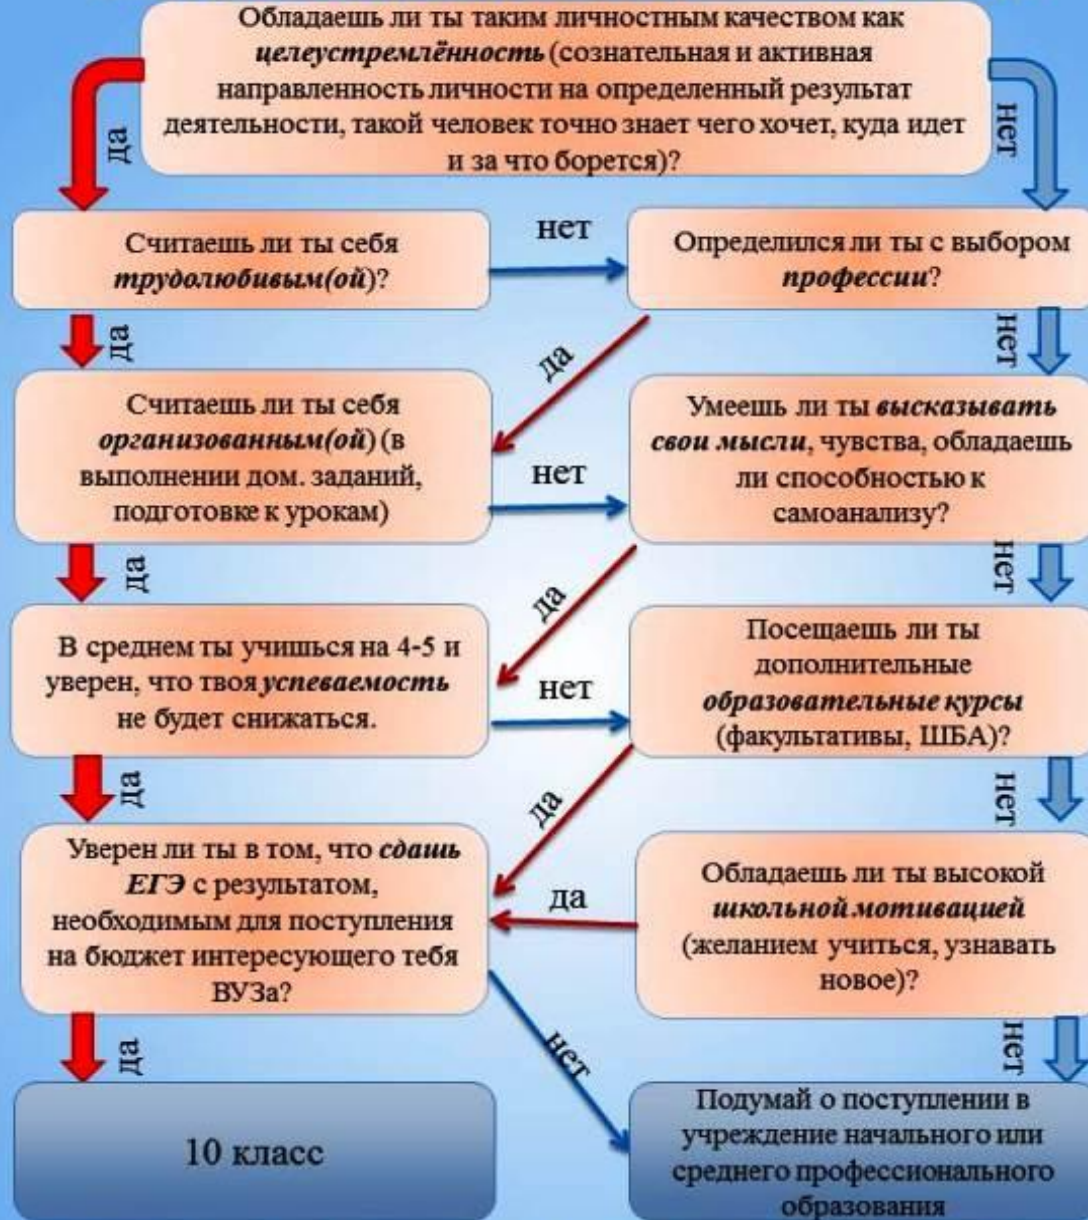 Обладаешь ли ты таким личностным качеством как
целеустремлённость (сознательная и активная
направленность личности на определенный результат
деятельности, такой человек точно знает чего хочет, куда идет
и за что борется)?
да
нет
Считаешь ли ты себя
трудолюбивым(ой)?
нет
Определился ли ты с выбором
профессии?
да
да
нет
Считаешь ли ты себя
организованным(ой) (в
выполнении дом. заданий,
подготовке к урокам)
нет
Умеешь ли ты высказывать
свои мысли, чувства, обладаешь
ли способностью к
самоанализу?
да
да
нет
В среднем ты учишься на 4-5 и
уверен, что твоя успеваемость
не будет снижаться.
нет
Посещаешь ли ты
дополнительные
образовательные курсы
(факультативы, ШБА)?
да
да
нет
Уверен ли ты в том, что сдашь
ЕГЭ с результатом,
необходимым для поступления
на бюджет интересующего тебя
ВУЗа?
да
Обладаешь ли ты высокой
школьной мотивацией
(желанием учиться, узнавать
новое)?
да
нет
нет
10 класс
Подумай о поступлении в
учреждение начального или
среднего профессионального
образования